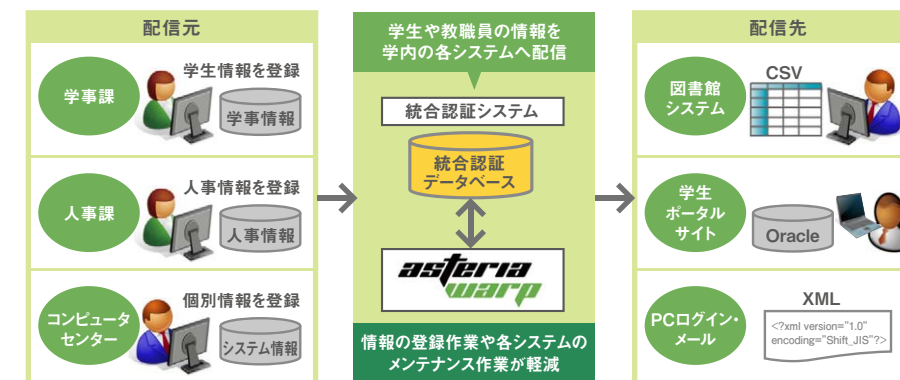 配信元
学事課
学生情報を登録
学事情報
人事課
人事情報を登録
人事情報
コンピュータ
センター
個別情報を登録
システム情報
学生や教職員の情報を
学内の各システムへ配信
統合認証システム
統合認証
データベース
asteria
warp
情報の登録作業や各システムの
メンテナンス作業が軽減
配信先
図書館
システム
CSV
学生
ポータル
サイト
Oracle
PCログイン・
メール
XML
<?xml version="1.0"
encoding="Shift_JIS"?>